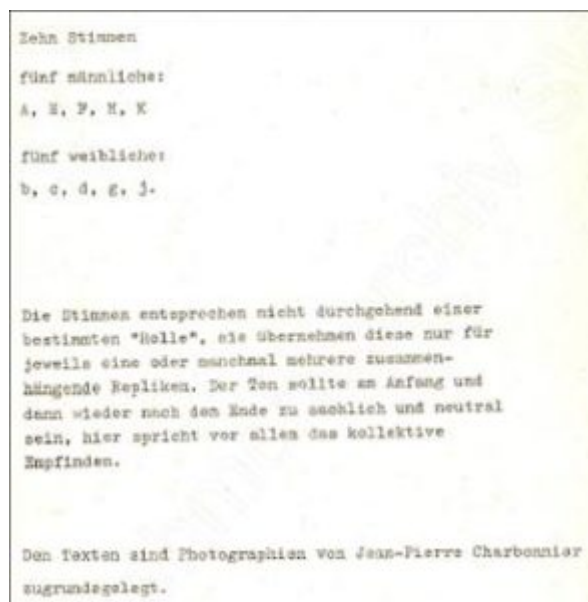 Zehn Stimmen
fünf männliche:
A, E, F, H, K
fünf weibliche:
b, c, d, g, j.
Die Stimmen entsprechen nicht durchgehend einer
bestimmten "Rolle", sie übernehmen diese nur für
jeweils eine oder manchmal mehrere zusammen-
hängende Repliken. Der Ton sollte am Anfang und
dann wieder nach dem Ende zu sachlich und neutral
sein, hier spricht vor allem das kollektive
Empfinden.
Den Texten sind Photographien von Jean-Pierre Charbonnier
zugrundegelegt.